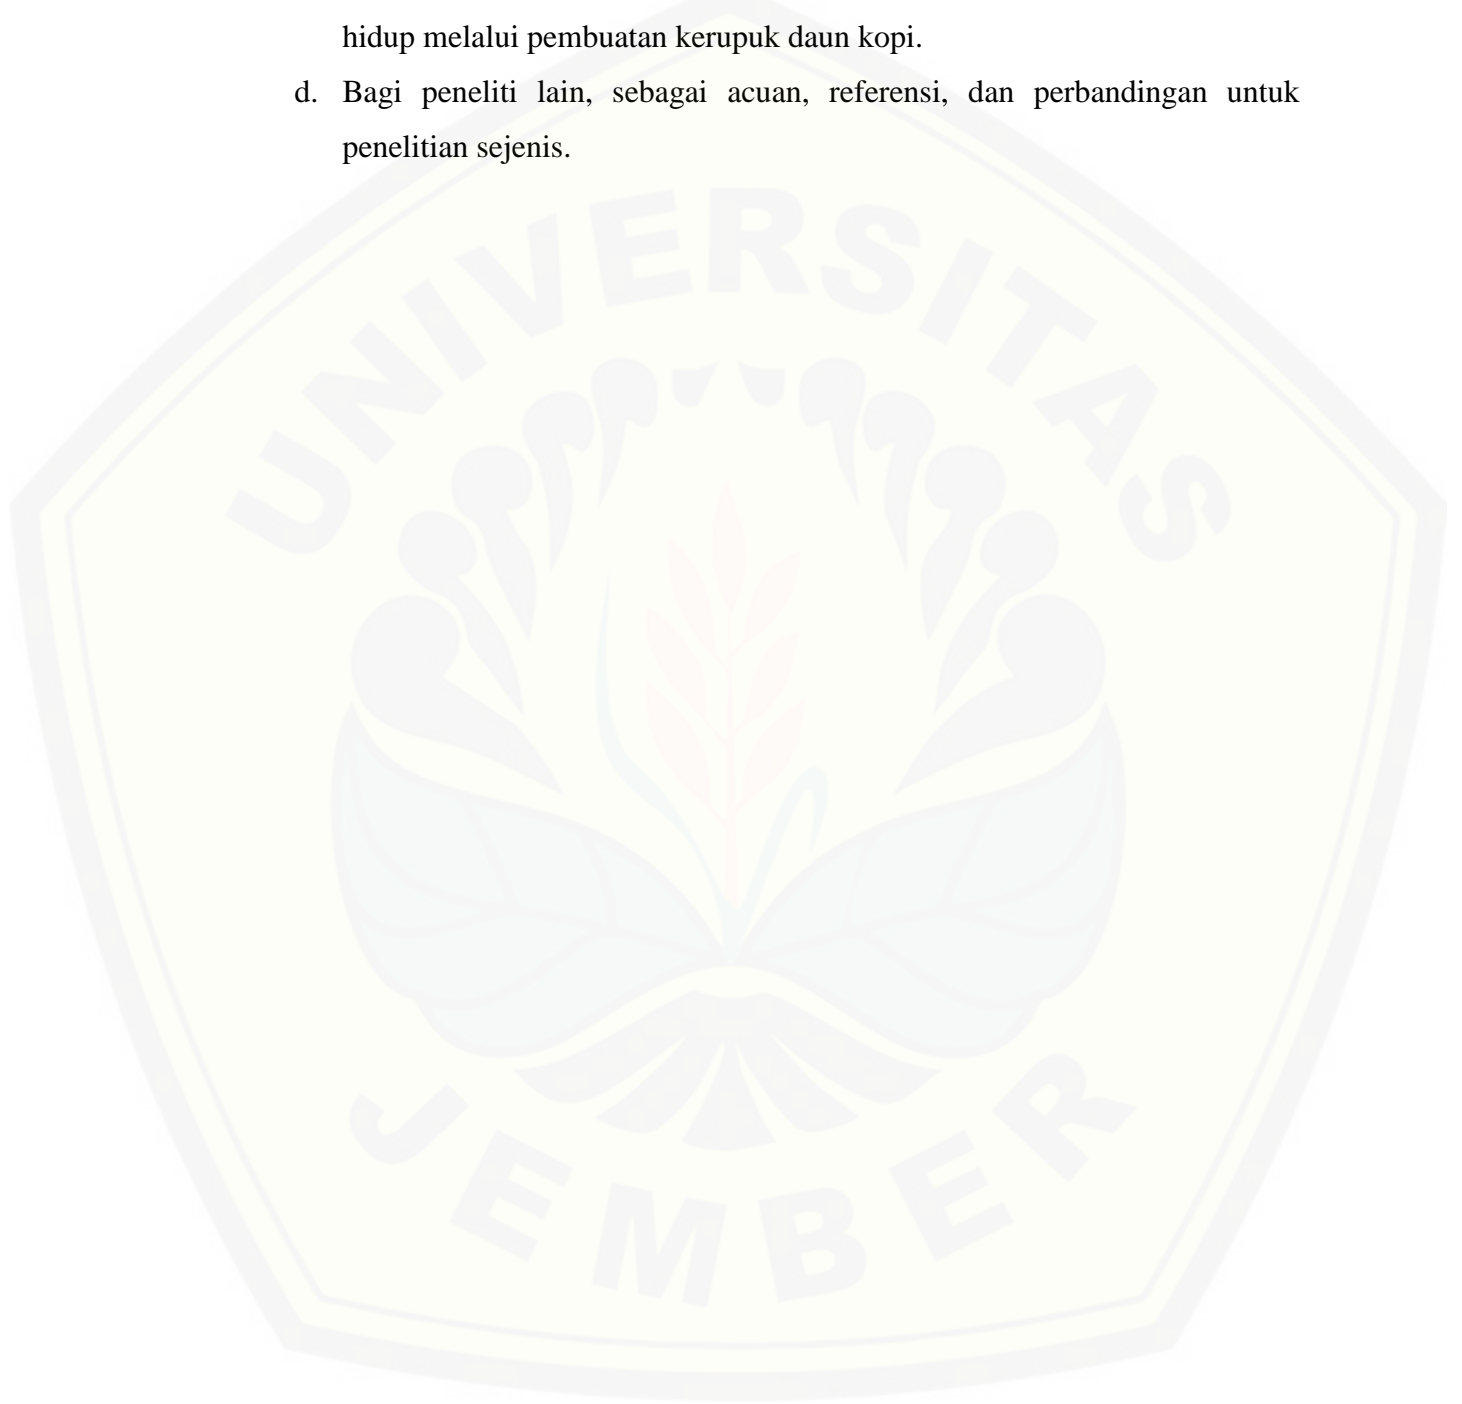 hidup melalui pembuatan kerupuk daun kopi.
d. Bagi peneliti lain, sebagai acuan, referensi, dan perbandingan untuk
penelitian sejenis.
UNIVERSITAS
JEMBER